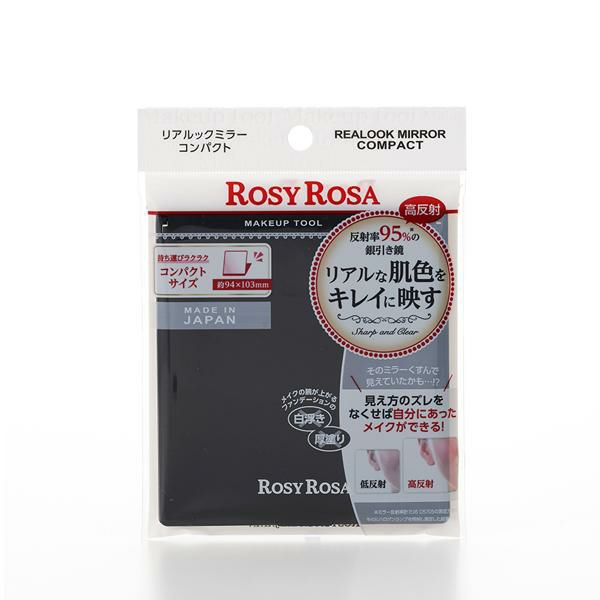 Makeup Tool Makeup Tool
リアルックミラー
コンパクト
REALOOK MIRROR
COMPACT
ROSY ROSA
MAKEUP TOOL
高反射
反射率95%※の
銀引き鏡
リアルな肌色を
キレイに映す
Sharp and Clear
持ち運びラクラク
コンパクト
サイズ
約94×103mm
MADE IN
JAPAN
そのミラーくすんで
見えていたかも…!?
見え方のズレを
なくせば自分にあった
メイクができる!
メイクの腕が上がる
ファンデーションの
白浮き
厚塗り
低反射
高反射
ROSY ROSA